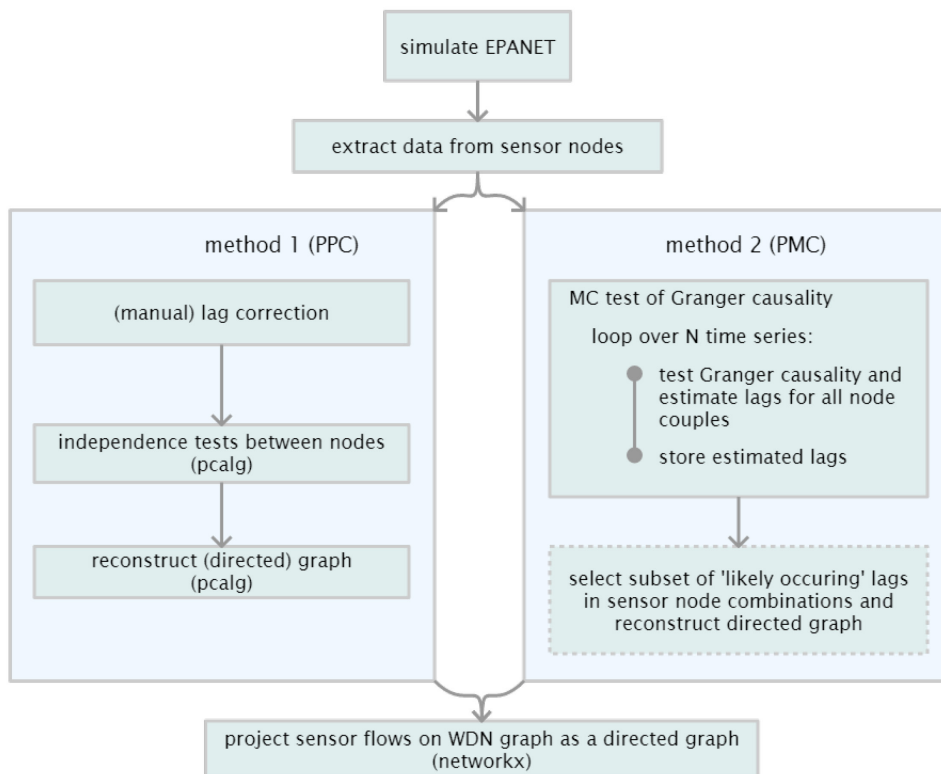 simulate EPANET
extract data from sensor nodes
method 1 (PPC)
(manual) lag correction
independence tests between nodes
(pcalg)
reconstruct (directed) graph
(pcalg)
method 2 (PMC)
MC test of Granger causality
loop over N time series:
test Granger causality and
estimate lags for all node
couples
store estimated lags
select subset of 'likely occuring' lags
in sensor node combinations and
reconstruct directed graph
project sensor flows on WDN graph as a directed graph
(networkx)